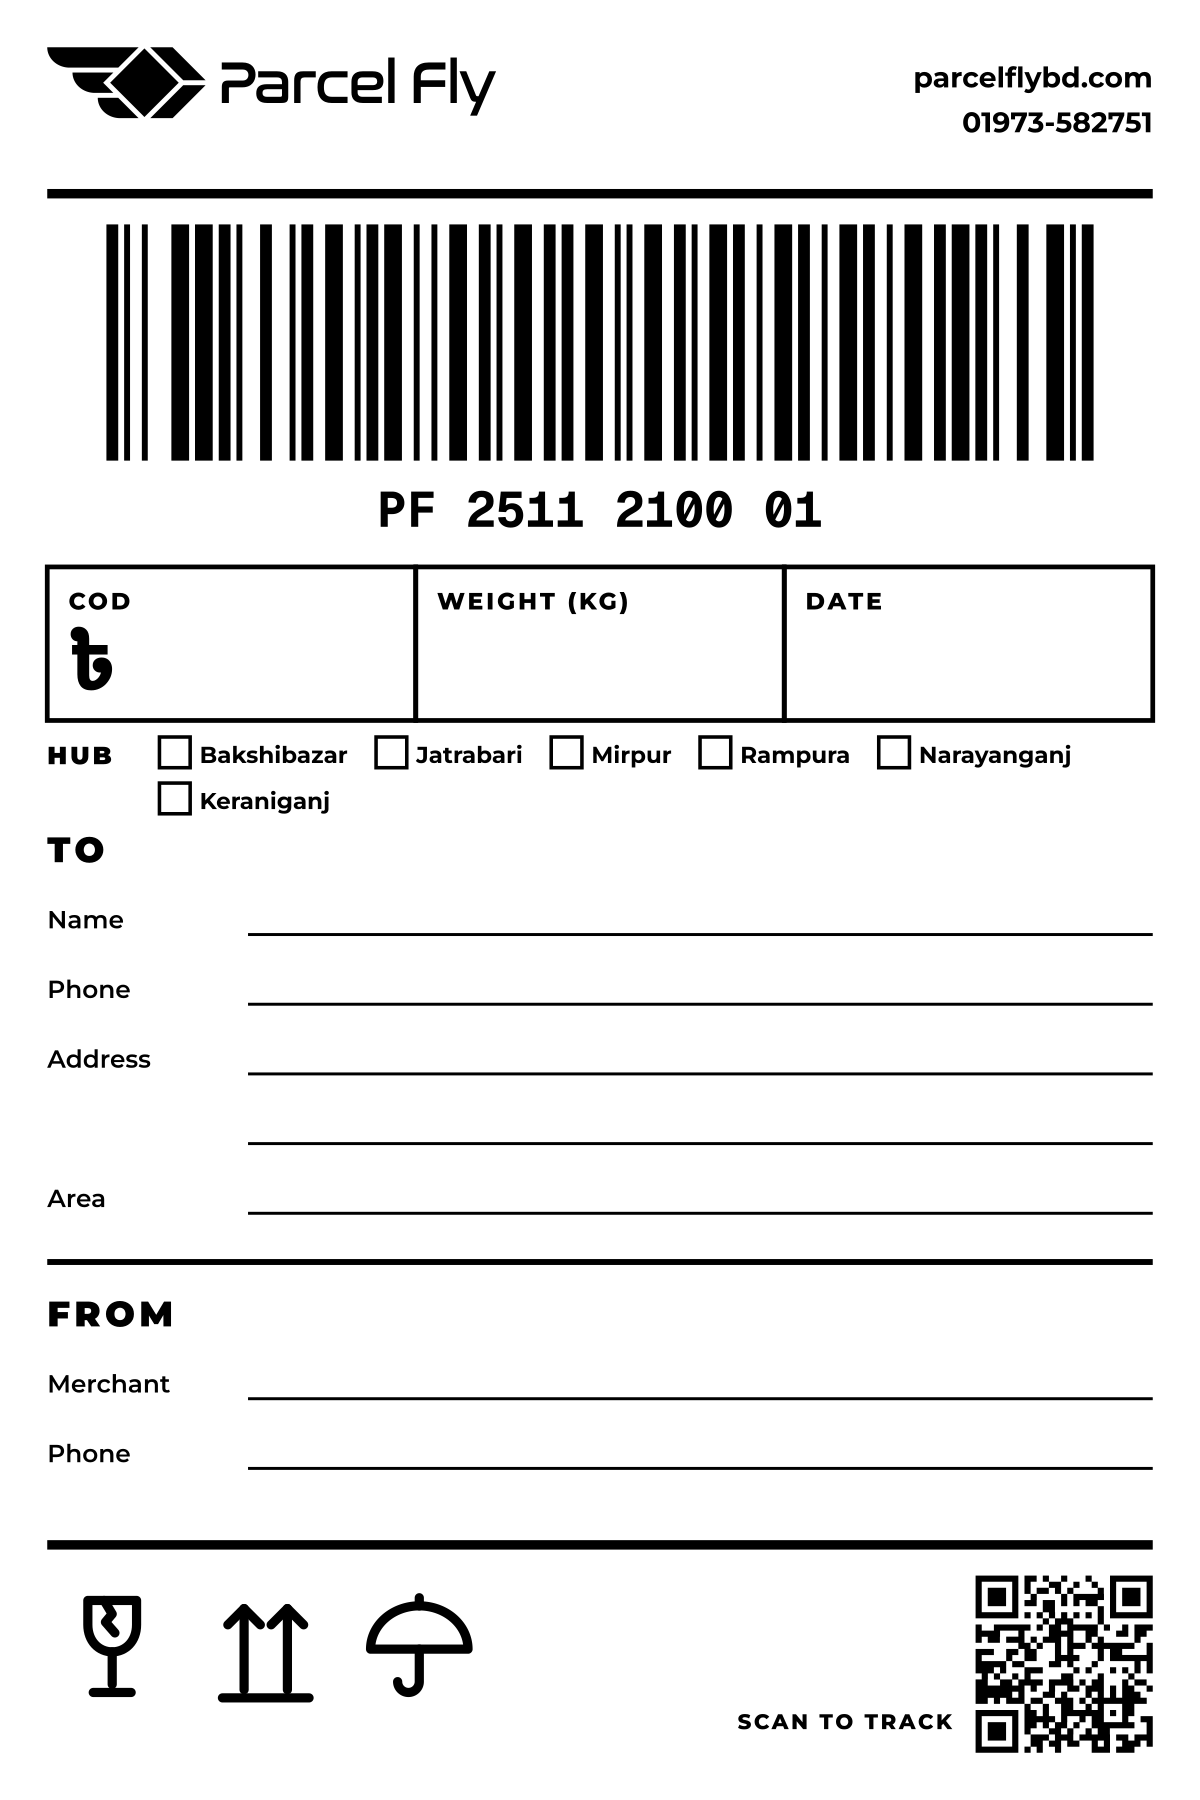 Parcel Fly
parcelflybd.com
01973-582751
PF 2511 2100 01
COD
৳
WEIGHT (KG)
DATE
HUB
Bakshibazar
Jatrabari
Mirpur
Rampura
Narayanganj
Keraniganj
TO
Name
Phone
Address
Area
FROM
Merchant
Phone
SCAN TO TRACK